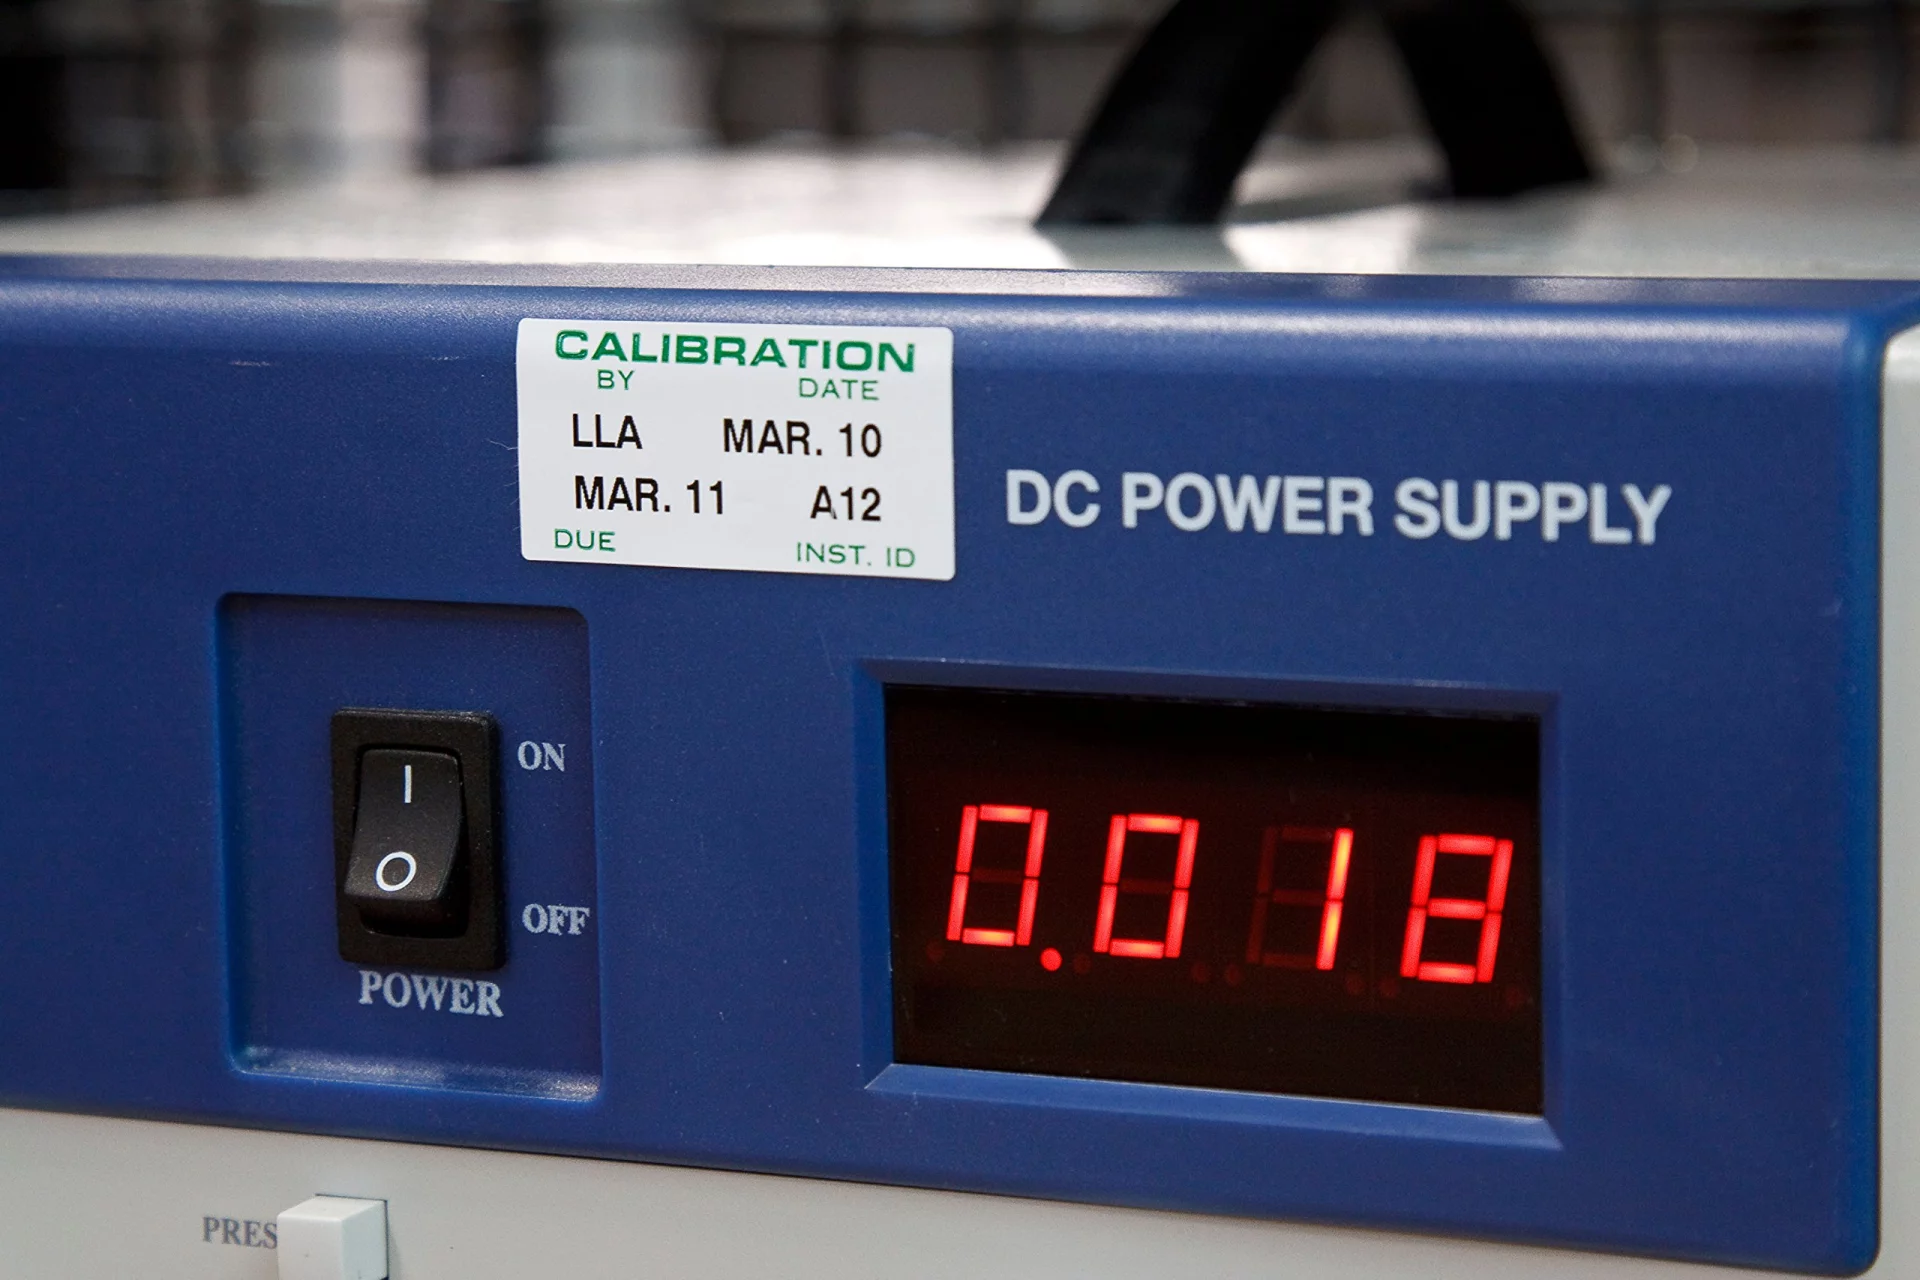 CALIBRATION
BY DATE
LLA MAR. 10
MAR. 11 A12
DUE INST. ID
DC POWER SUPPLY
ON
OFF
POWER
0.018
PRES